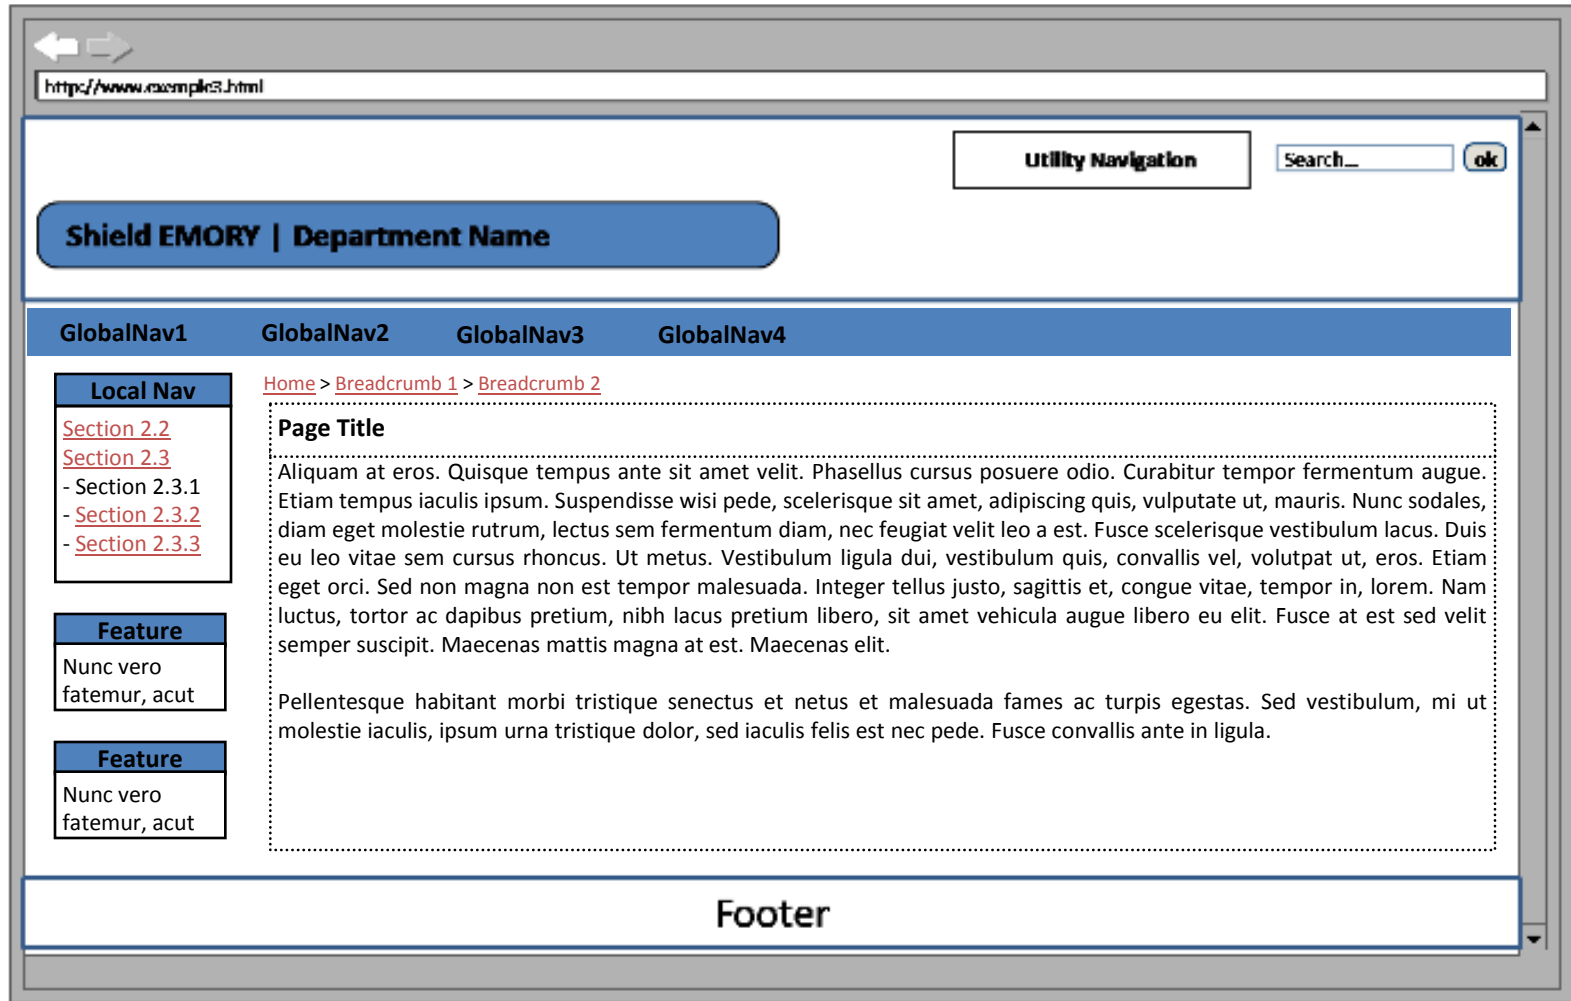 http://www.exemple3.html
Utility Navigation
Search...
ok
Shield EMORY | Department Name
GlobalNav1 GlobalNav2 GlobalNav3 GlobalNav4
Local Nav
Section 2.2
Section 2.3
- Section 2.3.1
- Section 2.3.2
- Section 2.3.3
Feature
Nunc vero
fatemur, acut
Feature
Nunc vero
fatemur, acut
Home > Breadcrumb 1 > Breadcrumb 2
Page Title
Aliquam at eros. Quisque tempus ante sit amet velit. Phasellus cursus posuere odio. Curabitur tempor fermentum augue.
Etiam tempus iaculis ipsum. Suspendisse wisi pede, scelerisque sit amet, adipiscing quis, vulputate ut, mauris. Nunc sodales,
diam eget molestie rutrum, lectus sem fermentum diam, nec feugiat velit leo a est. Fusce scelerisque vestibulum lacus. Duis
eu leo vitae sem cursus rhoncus. Ut metus. Vestibulum ligula dui, vestibulum quis, convallis vel, volutpat ut, eros. Etiam
eget orci. Sed non magna non est tempor malesuada. Integer tellus justo, sagittis et, congue vitae, tempor in, lorem. Nam
luctus, tortor ac dapibus pretium, nibh lacus pretium libero, sit amet vehicula augue libero eu elit. Fusce at est sed velit
semper suscipit. Maecenas mattis magna at est. Maecenas elit.
Pellentesque habitant morbi tristique senectus et netus et malesuada fames ac turpis egestas. Sed vestibulum, mi ut
molestie iaculis, ipsum urna tristique dolor, sed iaculis felis est nec pede. Fusce convallis ante in ligula.
Footer